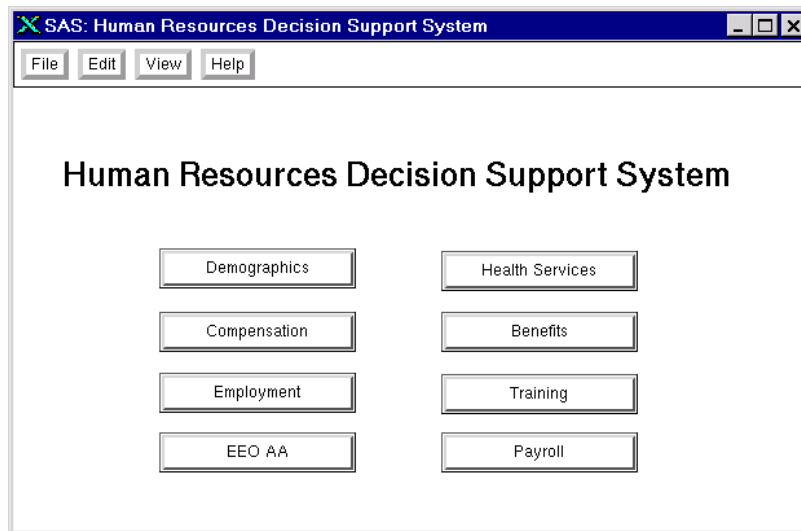 SAS: Human Resources Decision Support System
File Edit View Help
Human Resources Decision Support System
Demographics Health Services
Compensation Benefits
Employment Training
EEO AA Payroll